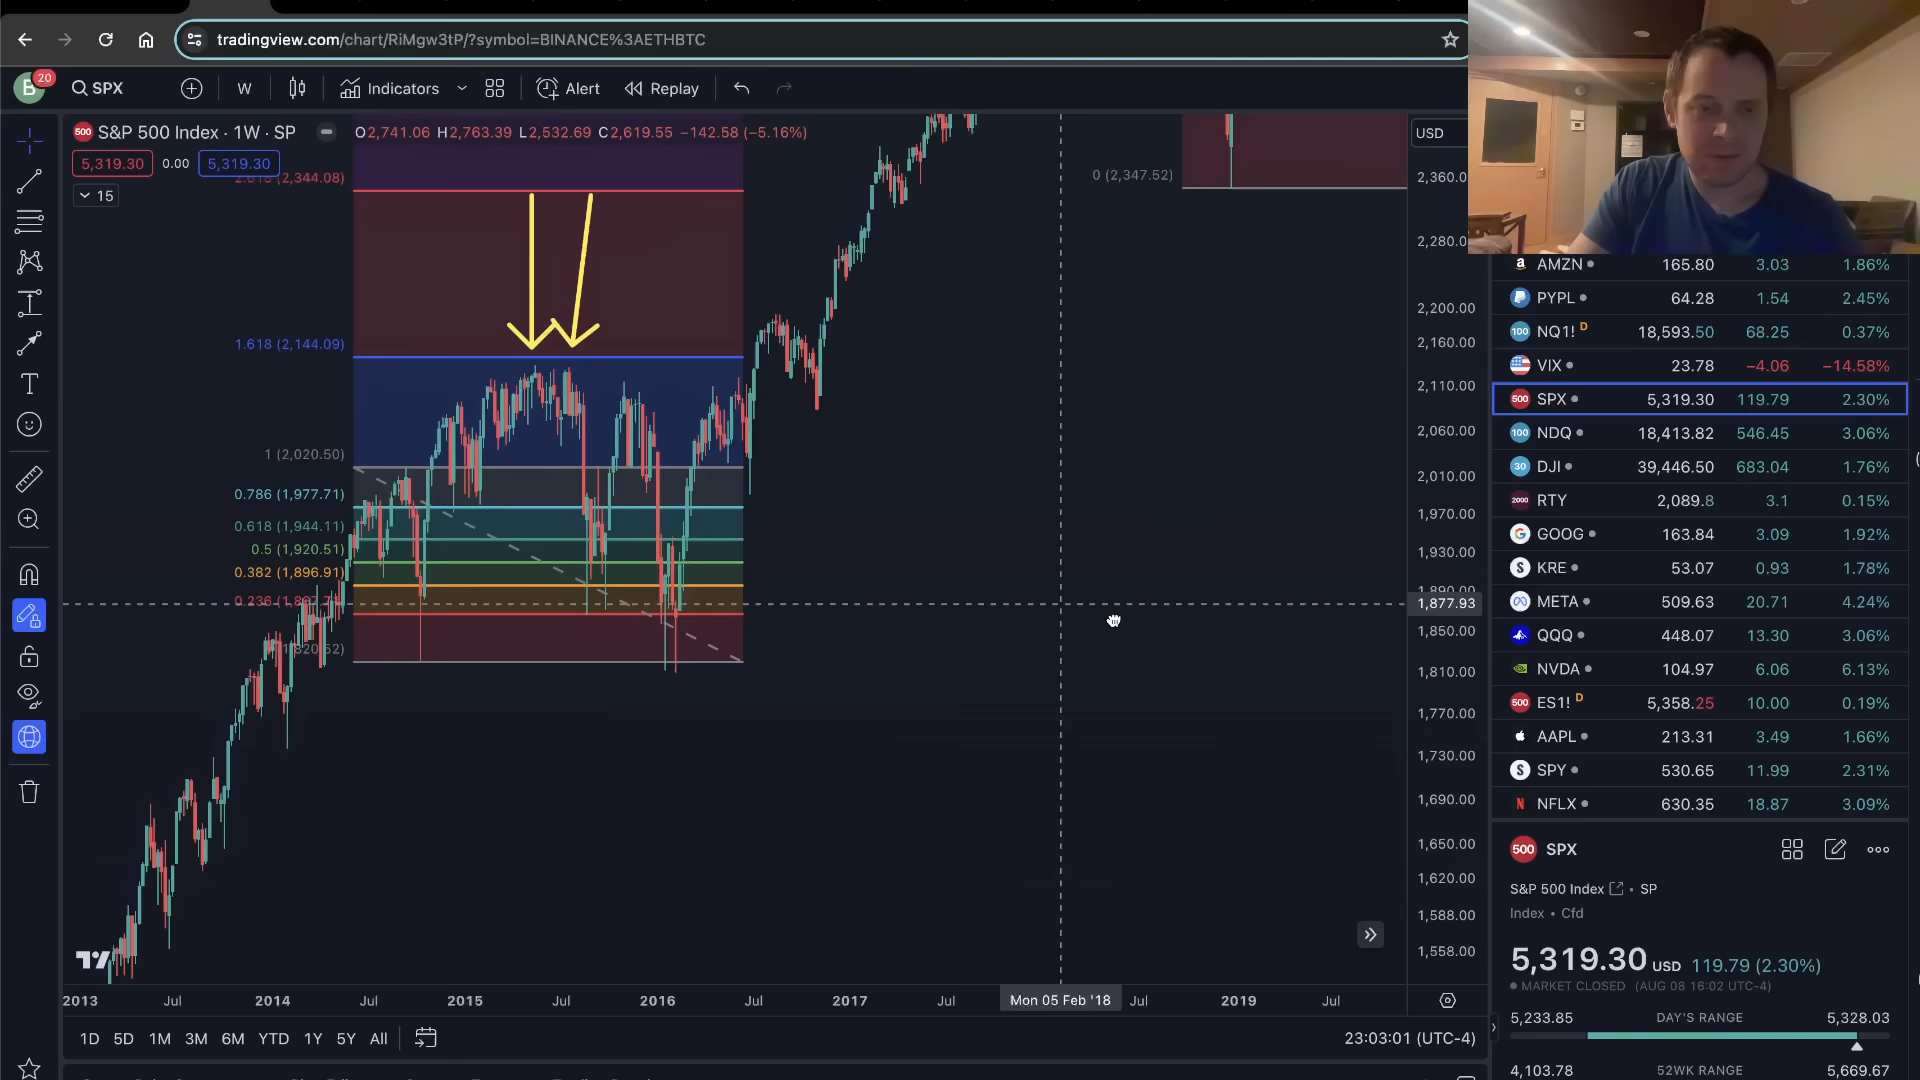 tradingview.com/chart/RiMgw3tP/?symbol=BINANCE%3AETHBTC
B 20 SPX W Indicators Alert Replay
500 S&P 500 Index · 1W · SP O2,741.06 H2,763.39 L2,532.69 C2,619.55 −142.58 (−5.16%)
5,319.30 0.00 5,319.30
15
(2,344.08)
1.618 (2,144.09)
1 (2,020.50)
0.786 (1,977.71)
0.618 (1,944.11)
0.5 (1,920.51)
0.382 (1,896.91)
0 (2,347.52)
USD
2,360.00
2,280.0
2,200.00
2,160.00
2,110.00
2,060.00
2,010.00
1,970.00
1,930.00
1,877.93
1,850.00
1,810.00
1,770.00
1,730.00
1,690.00
1,650.00
1,620.00
1,588.00
1,558.00
2013 Jul 2014 Jul 2015 Jul 2016 Jul 2017 Jul Mon 05 Feb '18 Jul 2019 Jul
1D 5D 1M 3M 6M YTD 1Y 5Y All 23:03:01 (UTC-4)
AMZN 165.80 3.03 1.86%
PYPL 64.28 1.54 2.45%
100 NQ1! D 18,593.50 68.25 0.37%
VIX 23.78 −4.06 −14.58%
500 SPX 5,319.30 119.79 2.30%
100 NDQ 18,413.82 546.45 3.06%
30 DJI 39,446.50 683.04 1.76%
2000 RTY 2,089.8 3.1 0.15%
GOOG 163.84 3.09 1.92%
S KRE 53.07 0.93 1.78%
META 509.63 20.71 4.24%
QQQ 448.07 13.30 3.06%
NVDA 104.97 6.06 6.13%
500 ES1! D 5,358.25 10.00 0.19%
AAPL 213.31 3.49 1.66%
S SPY 530.65 11.99 2.31%
N NFLX 630.35 18.87 3.09%
500 SPX
S&P 500 Index · SP
Index · Cfd
5,319.30 USD 119.79 (2.30%)
MARKET CLOSED (AUG 08 16:02 UTC-4)
5,233.85 DAY'S RANGE 5,328.03
4,103.78 52WK RANGE 5,669.67